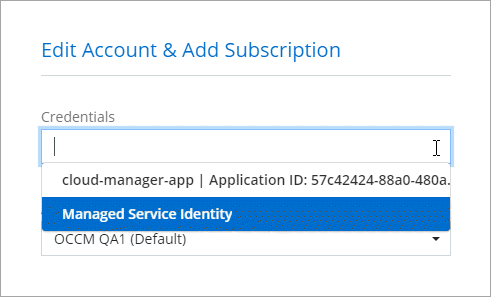 Edit Account & Add Subscription
Credentials
cloud-manager-app | Application ID: 57c42424-88a0-480a.
Managed Service Identity
OCCM QA1 (Default)